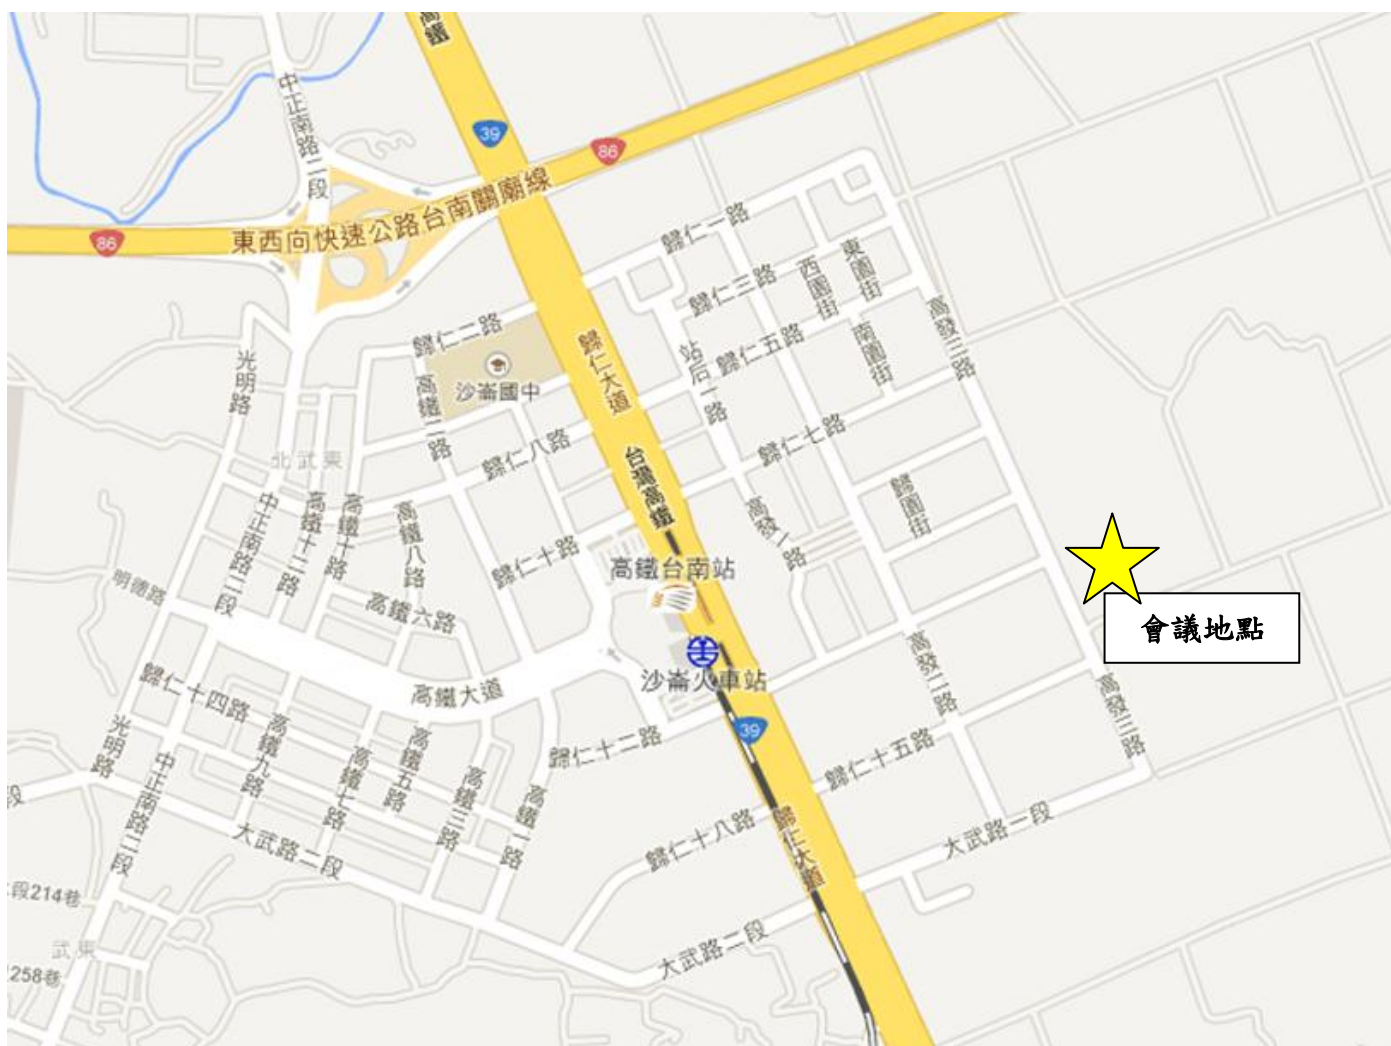 高鐵
39
86
中正南路二段
東西向快速公路台南關廟線
86
歸仁一路
歸仁三路
西園街
東園街
高發三路
歸仁二路
歸仁大道
站后一路
歸仁五路
南園街
光明路
沙崙國中
高鐵二路
歸仁七路
歸仁八路
台灣高鐵
北武東
歸園街
高發一路
中正南路二段
高鐵十二路
高鐵十路
高鐵八路
歸仁十路
高鐵台南站
明德路
高鐵六路
會議地點
沙崙火車站
高發二路
高鐵大道
歸仁十四路
高發三路
光明路
高鐵九路
高鐵七路
高鐵五路
高鐵三路
高鐵一路
歸仁十二路
39
歸仁十五路
中正南路二段
段
大武路二段
歸仁十八路
歸仁大道
大武路一段
段214巷
武東
258巷
大武路二段